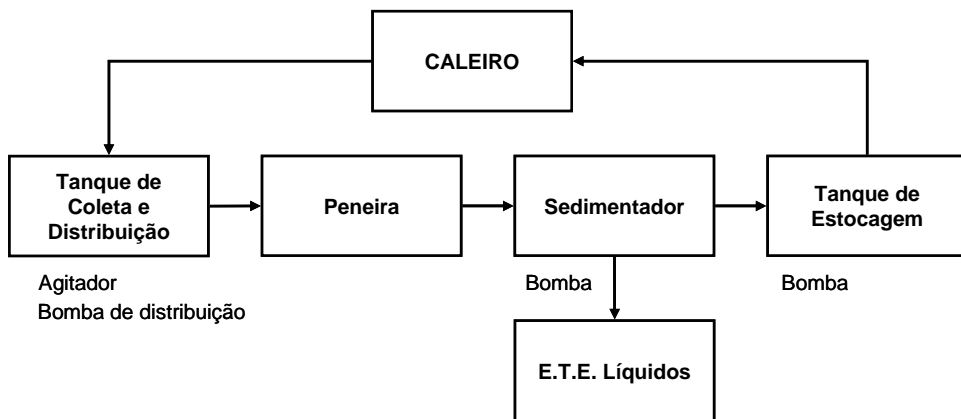 CALEIRO
Tanque de
Coleta e
Distribuição
Peneira
Sedimentador
Tanque de
Estocagem
Agitador
Bomba de distribuição
Bomba
Bomba
E.T.E. Líquidos